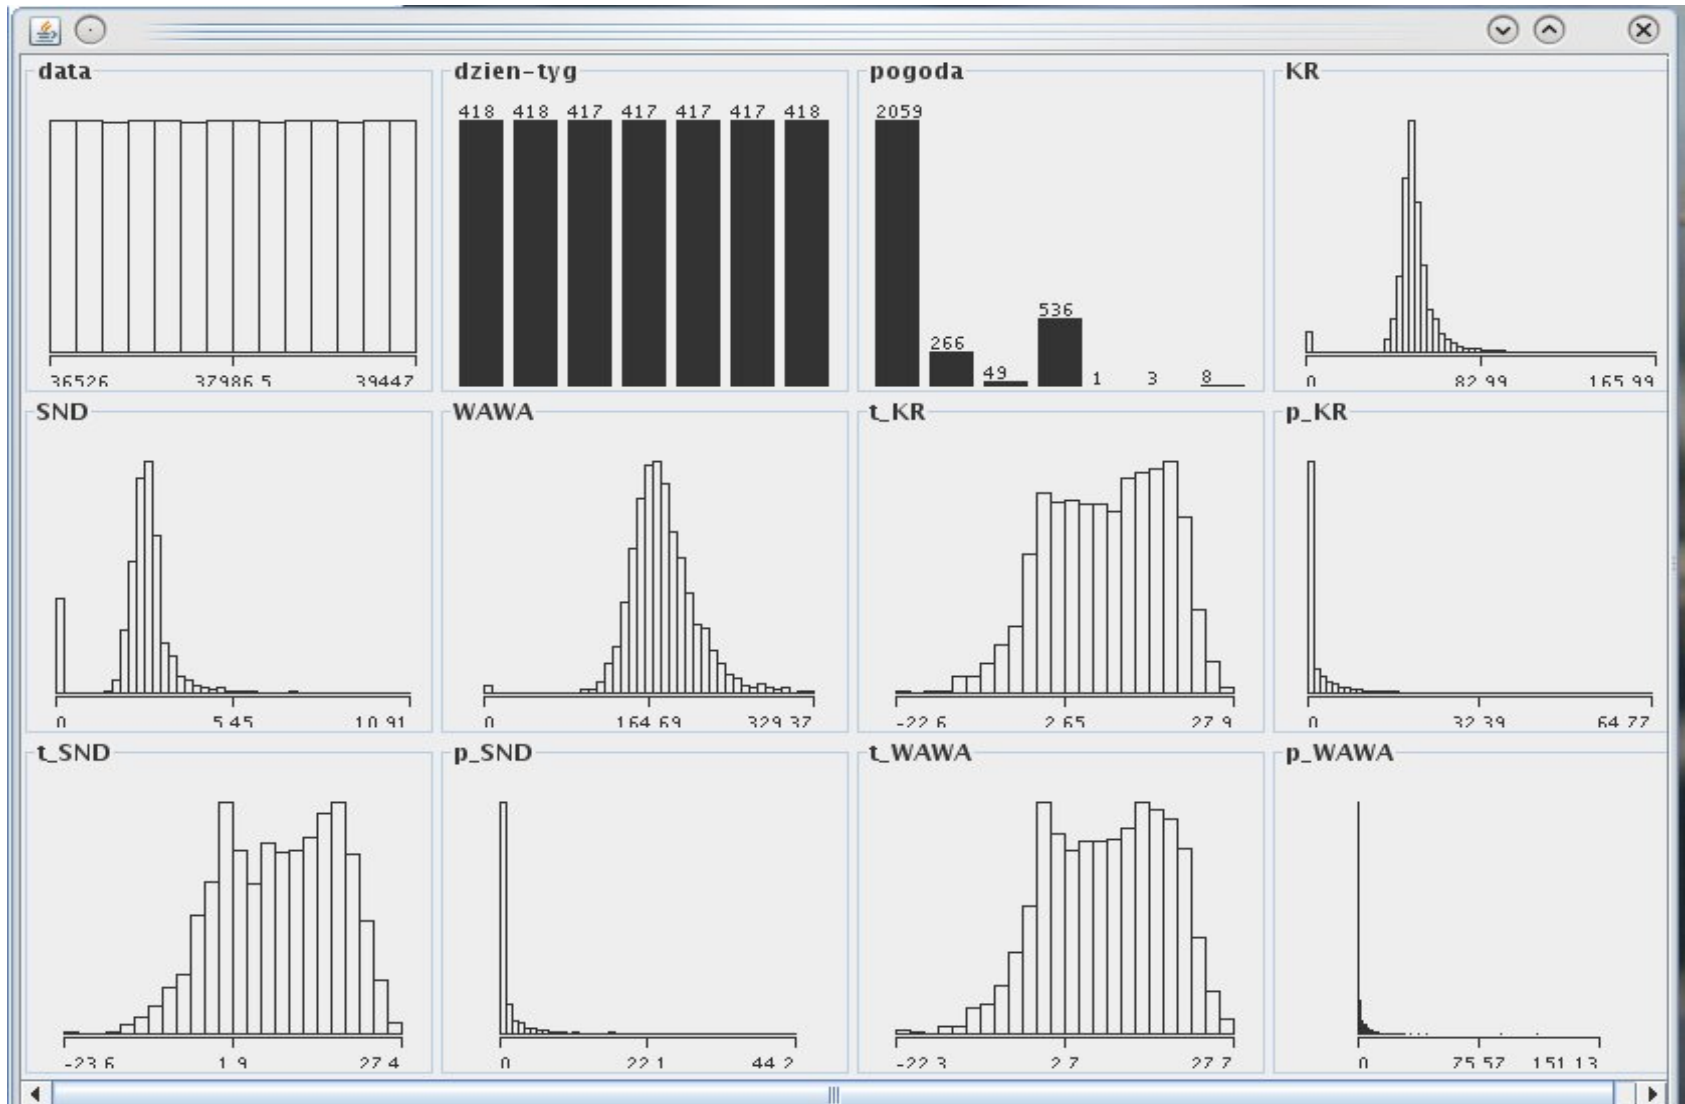 data
418 418 417 417 417 417 418
36526 37986.5 39447
dzien-tyg
pogoda
2059
266
49
536
1
3
8
KR
0 82.99 165.99
SND
0 5.45 10.91
WAWA
0 164.69 329.37
t_KR
-22.6 2.65 27.9
p_KR
0 32.39 64.77
t_SND
-23.6 1.9 27.4
p_SND
0 22.1 44.2
t_WAWA
-22.3 2.7 27.7
p_WAWA
0 75.57 151.13